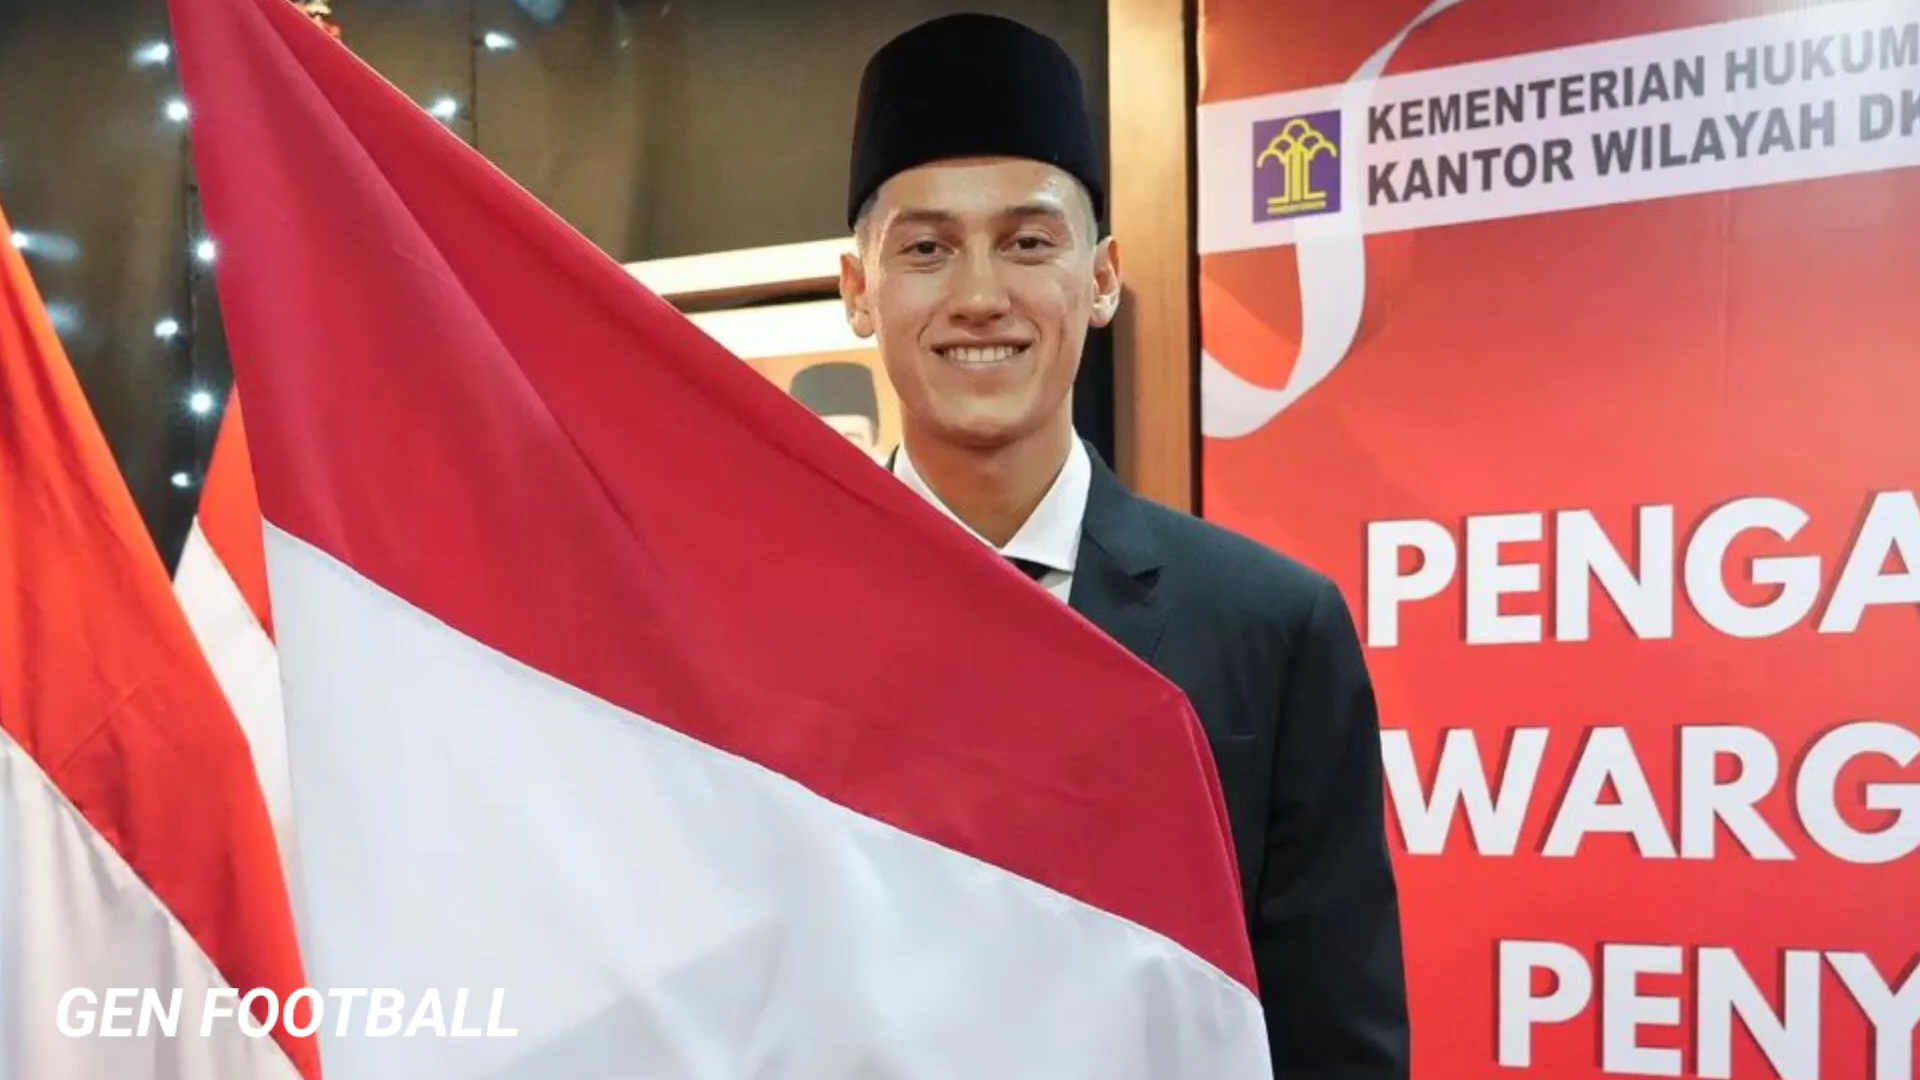 KEMENTERIAN HUKUM
KANTOR WILAYAH DK
PENGA
WARG
PENY
GEN FOOTBALL